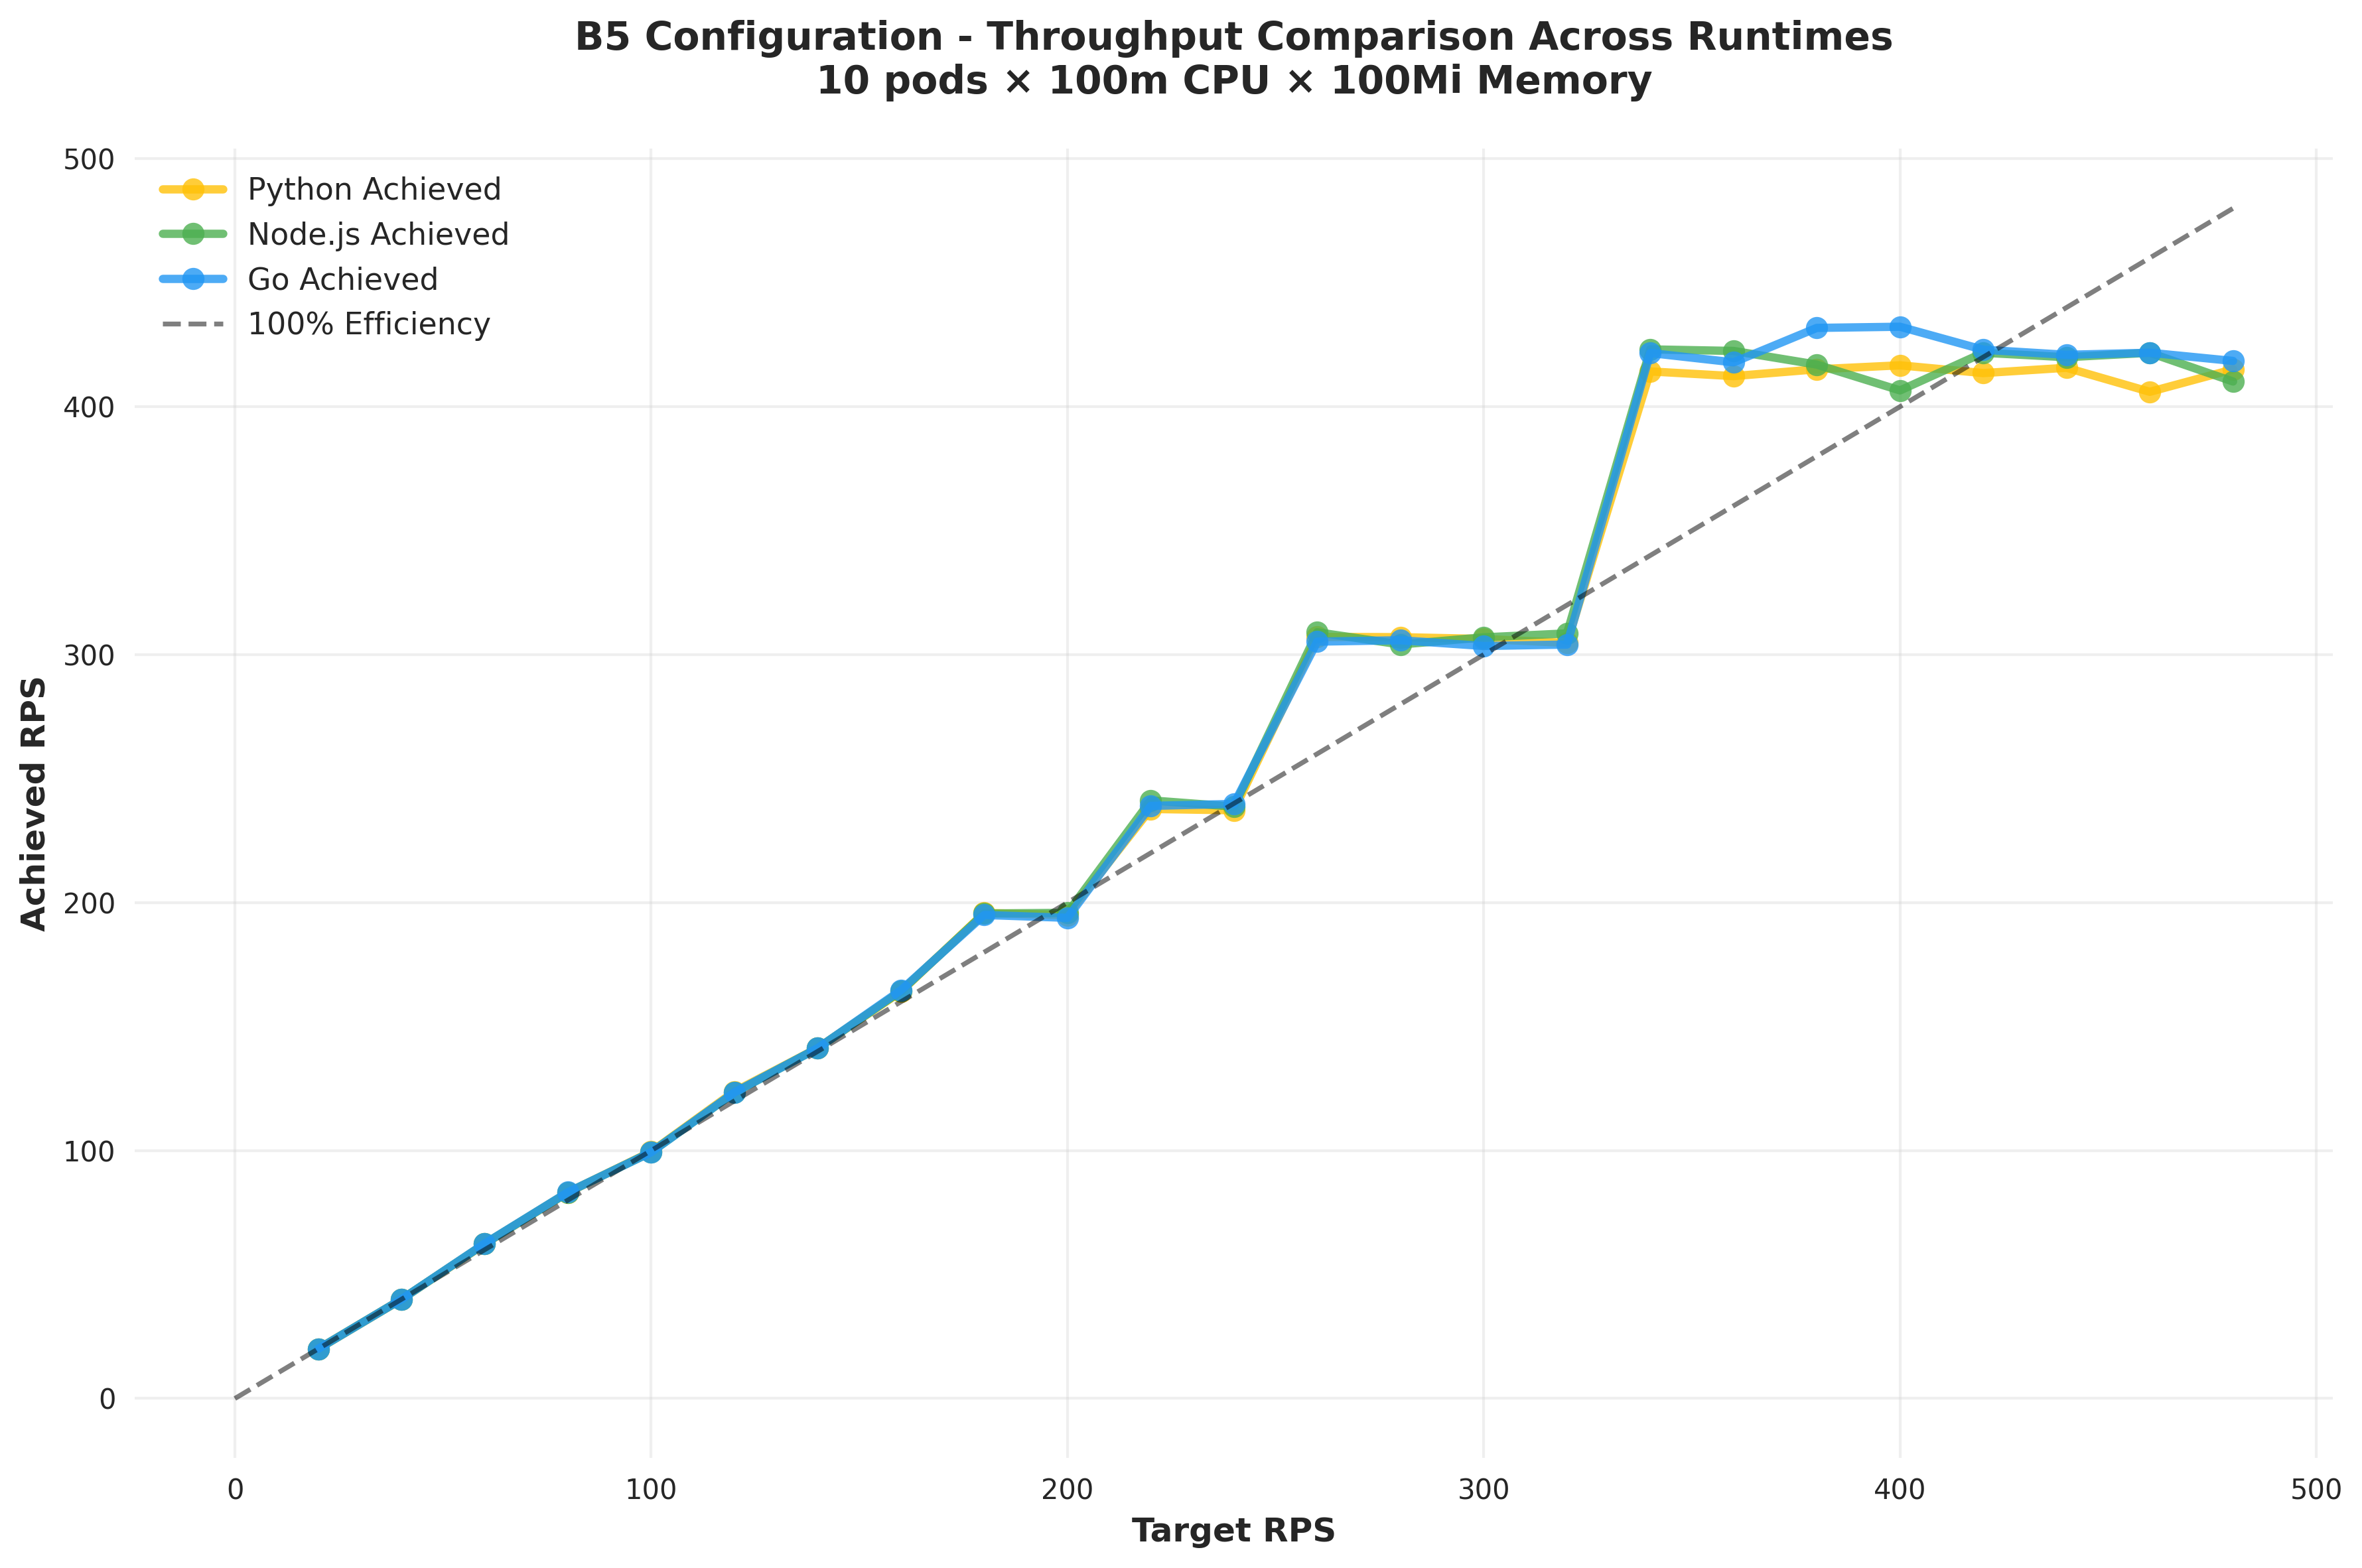 B5 Configuration - Throughput Comparison Across Runtimes
10 pods × 100m CPU × 100Mi Memory
Python Achieved
Node.js Achieved
Go Achieved
100% Efficiency
Achieved RPS
500
400
300
200
100
0
0
100
200
300
400
500
Target RPS